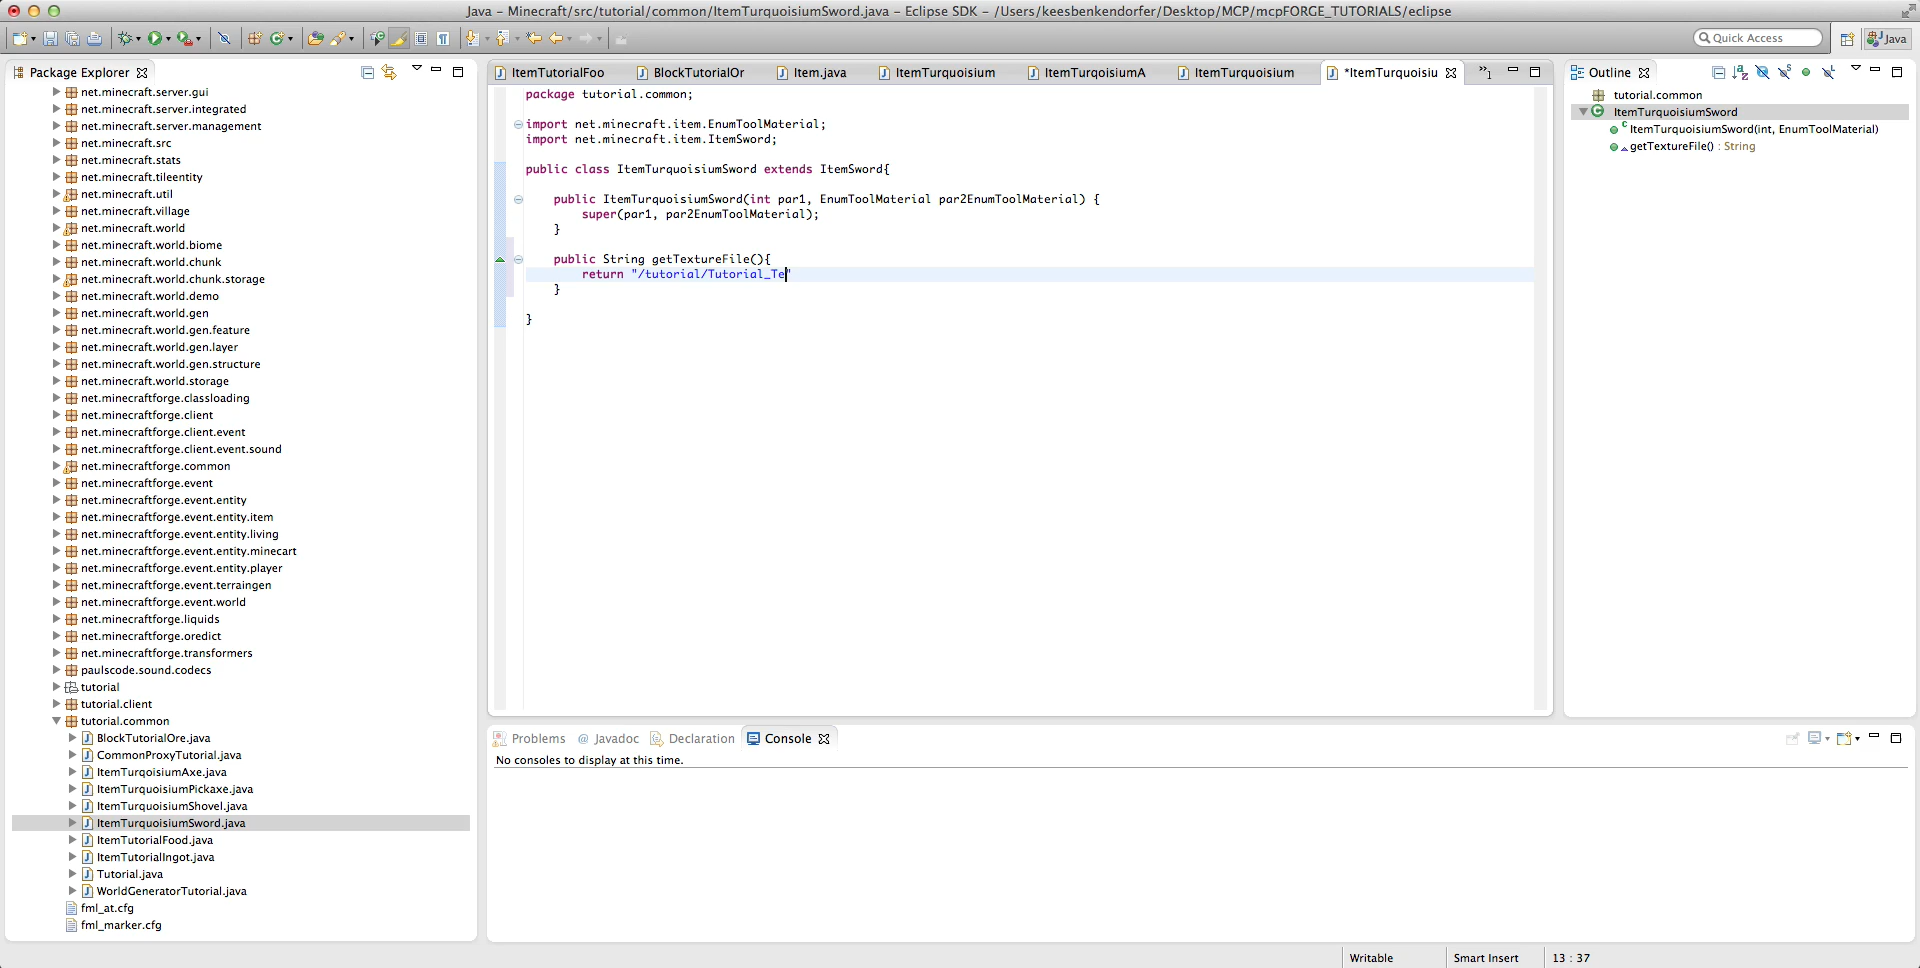 Java – Minecraft/src/tutorial/common/ItemTurquoisiumSword.java – Eclipse SDK – /Users/keesbenkendorfer/Desktop/MCP/mcpFORGE_TUTORIALS/eclipse
Quick Access
Java
Package Explorer
net.minecraft.server.gui
net.minecraft.server.integrated
net.minecraft.server.management
net.minecraft.src
net.minecraft.stats
net.minecraft.tileentity
net.minecraft.util
net.minecraft.village
net.minecraft.world
net.minecraft.world.biome
net.minecraft.world.chunk
net.minecraft.world.chunk.storage
net.minecraft.world.demo
net.minecraft.world.gen
net.minecraft.world.gen.feature
net.minecraft.world.gen.layer
net.minecraft.world.gen.structure
net.minecraft.world.storage
net.minecraftforge.classloading
net.minecraftforge.client
net.minecraftforge.client.event
net.minecraftforge.client.event.sound
net.minecraftforge.common
net.minecraftforge.event
net.minecraftforge.event.entity
net.minecraftforge.event.entity.item
net.minecraftforge.event.entity.living
net.minecraftforge.event.entity.minecart
net.minecraftforge.event.entity.player
net.minecraftforge.event.terraingen
net.minecraftforge.event.world
net.minecraftforge.liquids
net.minecraftforge.oredict
net.minecraftforge.transformers
paulscode.sound.codecs
tutorial
tutorial.client
tutorial.common
BlockTutorialOre.java
CommonProxyTutorial.java
ItemTurqoisiumAxe.java
ItemTurquoisiumPickaxe.java
ItemTurquoisiumShovel.java
ItemTurquoisiumSword.java
ItemTutorialFood.java
ItemTutorialIngot.java
Tutorial.java
WorldGeneratorTutorial.java
fml_at.cfg
fml_marker.cfg
ItemTutorialFoo BlockTutorialOr Item.java ItemTurquoisium ItemTurqoisiumA ItemTurquoisium *ItemTurquoisiu »1
package tutorial.common;
import net.minecraft.item.EnumToolMaterial;
import net.minecraft.item.ItemSword;
public class ItemTurquoisiumSword extends ItemSword{
public ItemTurquoisiumSword(int par1, EnumToolMaterial par2EnumToolMaterial) {
super(par1, par2EnumToolMaterial);
}
public String getTextureFile(){
return "/tutorial/Tutorial_Te"
}
}
Outline
tutorial.common
ItemTurquoisiumSword
ItemTurquoisiumSword(int, EnumToolMaterial)
getTextureFile() : String
Problems @ Javadoc Declaration Console
No consoles to display at this time.
Writable Smart Insert 13 : 37